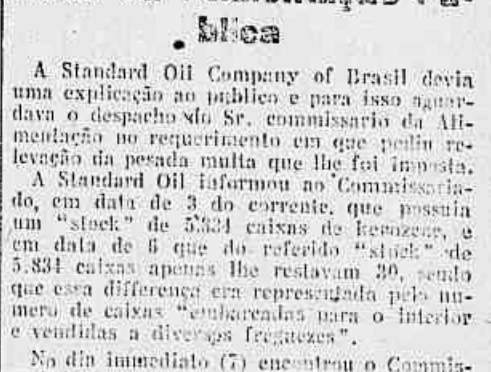 blica
A Standard Oil Company of Brasil devia
uma explicação ao publico e para isso aguar-
dava o despacho do Sr. commissario da Ali-
mentação no requerimento em que pediu re-
levação da pesada multa que lhe foi imposta.
A Standard Oil informou ao Commissaria-
do, em data de 3 do corrente, que possuia
um "stock" de 5.834 caixas de kerozene, e
em data de 6 que do referido "stock" de
5.834 caixas apenas lhe restavam 30, sendo
que essa differença era representada pelo nu-
mero de caixas "embarcadas para o interior
e vendidas a diversos freguezes".
No dia immediato (7) encontrou o Commis-